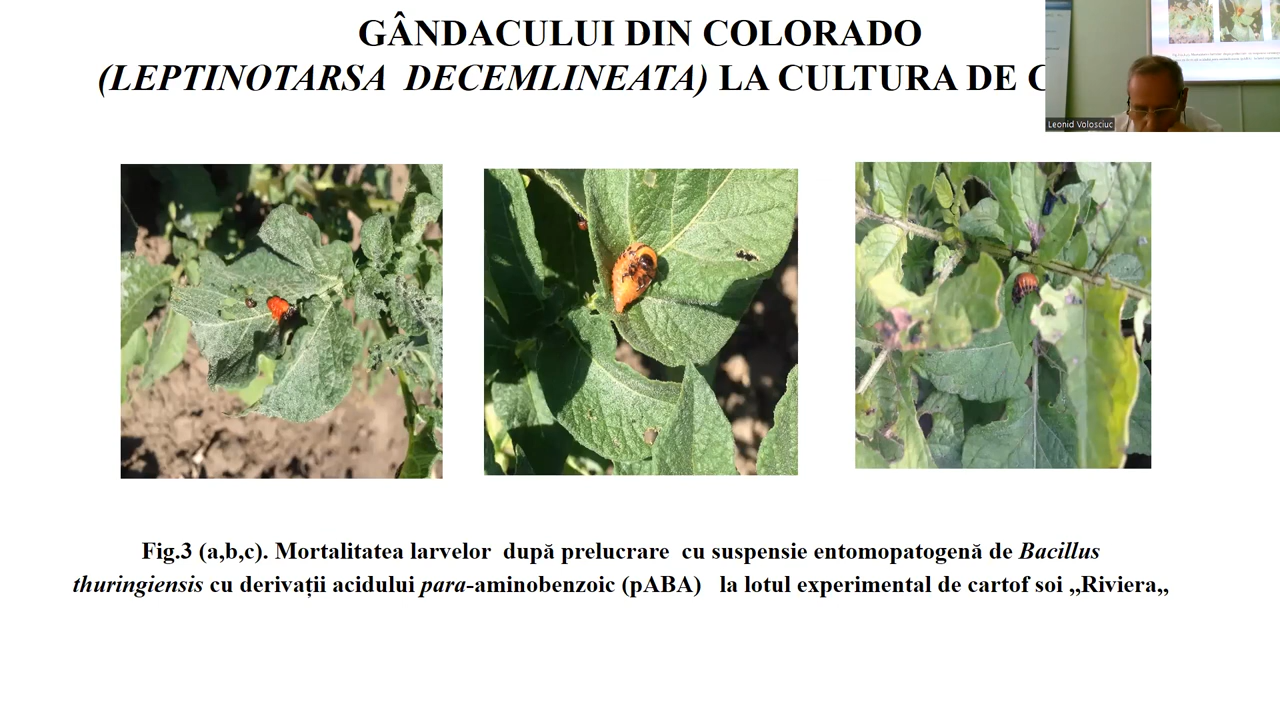 GÂNDACULUI DIN COLORADO
(LEPTINOTARSA DECEMLINEATA) LA CULTURA DE C
Leonid Volosciuc
Fig.3 (a,b,c). Mortalitatea larvelor după prelucrare cu suspensie entomopatogenă de Bacillus
thuringiensis cu derivații acidului para-aminobenzoic (pABA) la lotul experimental de cartof soi „Riviera„